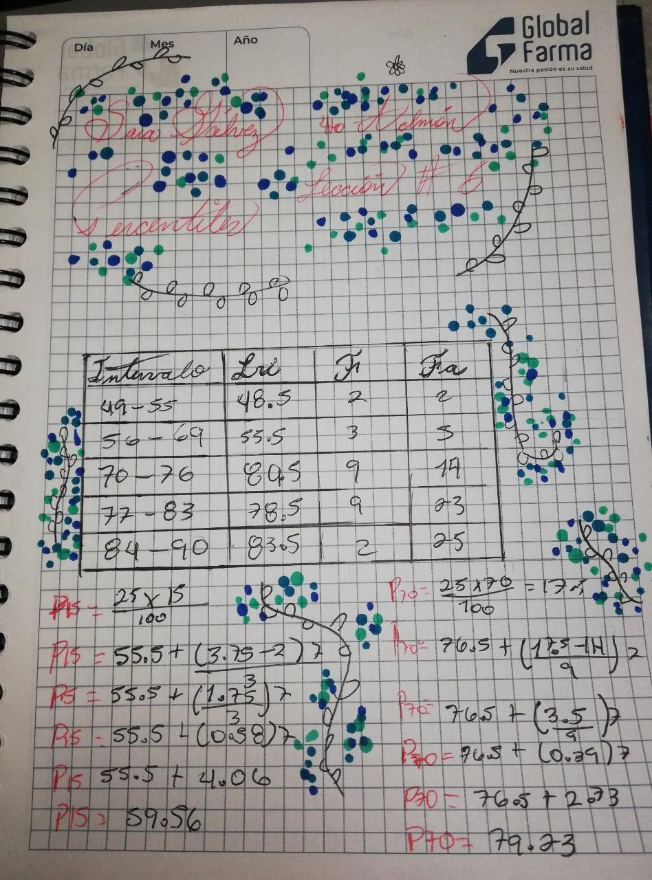 Día Mes Año
Global
Farma
Nuestra pasión es su salud
Sara Galvez 4to
Lección # 6
Percentiles
Intervalo Lri Fi Fa
49-55 48.5 2 2
56-69 55.5 3 5
70-76 80.5 9 14
77-83 78.5 9 23
84-90 83.5 2 25
P15 = 25 x 15
100
P15 = 55.5 + (3.75-2) 7
3
P15 = 55.5 + (1.75) 7
3
P15 = 55.5 + (0.58) 7
P15 55.5 + 4.06
P15 = 59.56
P70 = 25 x 70 = 17.5
100
P70 = 76.5 + (17.5-14) 7
9
P70 = 76.5 + (3.5) 7
9
P70 = 76.5 + (0.39) 7
P70 = 76.5 + 2.73
P70 = 79.23